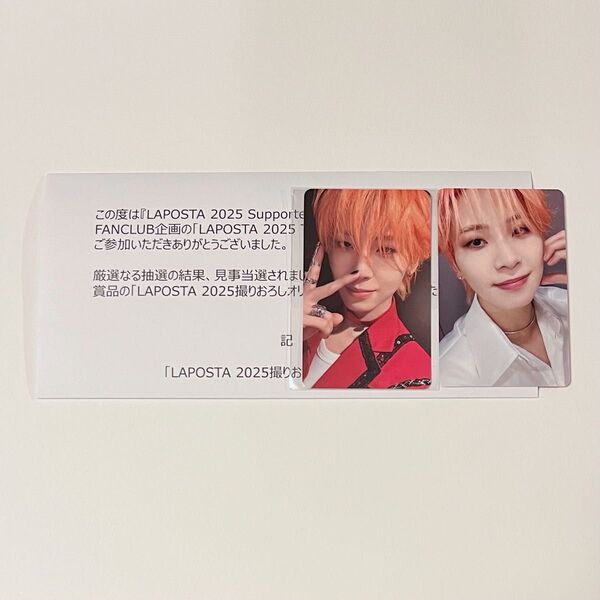 この度は『LAPOSTA 2025 Supporte
FANCLUB企画の「LAPOSTA 2025 T
ご参加いただきありがとうございました。
厳選なる抽選の結果、見事当選されまし
賞品の「LAPOSTA 2025撮りおろしオリ
た
記
「LAPOSTA 2025撮りお